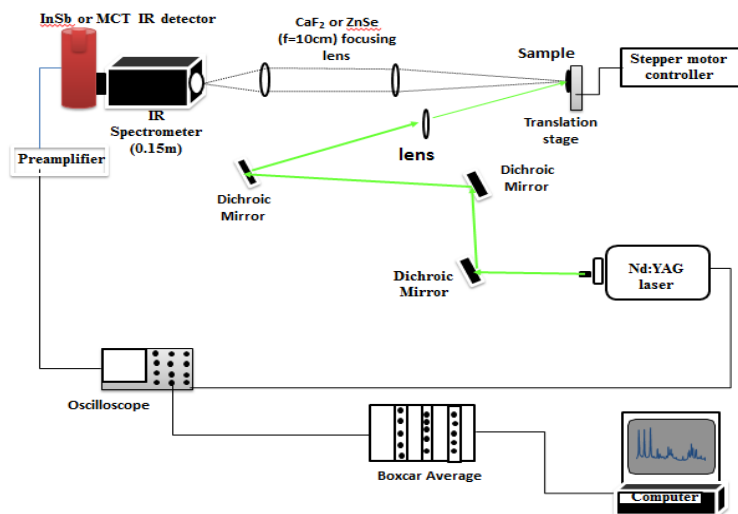 InSb or MCT IR detector
CaF₂ or ZnSe
(f=10cm) focusing
lens
Sample
Stepper motor
controller
IR
Spectrometer
(0.15m)
Translation
stage
lens
Preamplifier
Dichroic
Mirror
Dichroic
Mirror
Dichroic
Mirror
Nd:YAG
laser
Oscilloscope
Boxcar Average
Computer